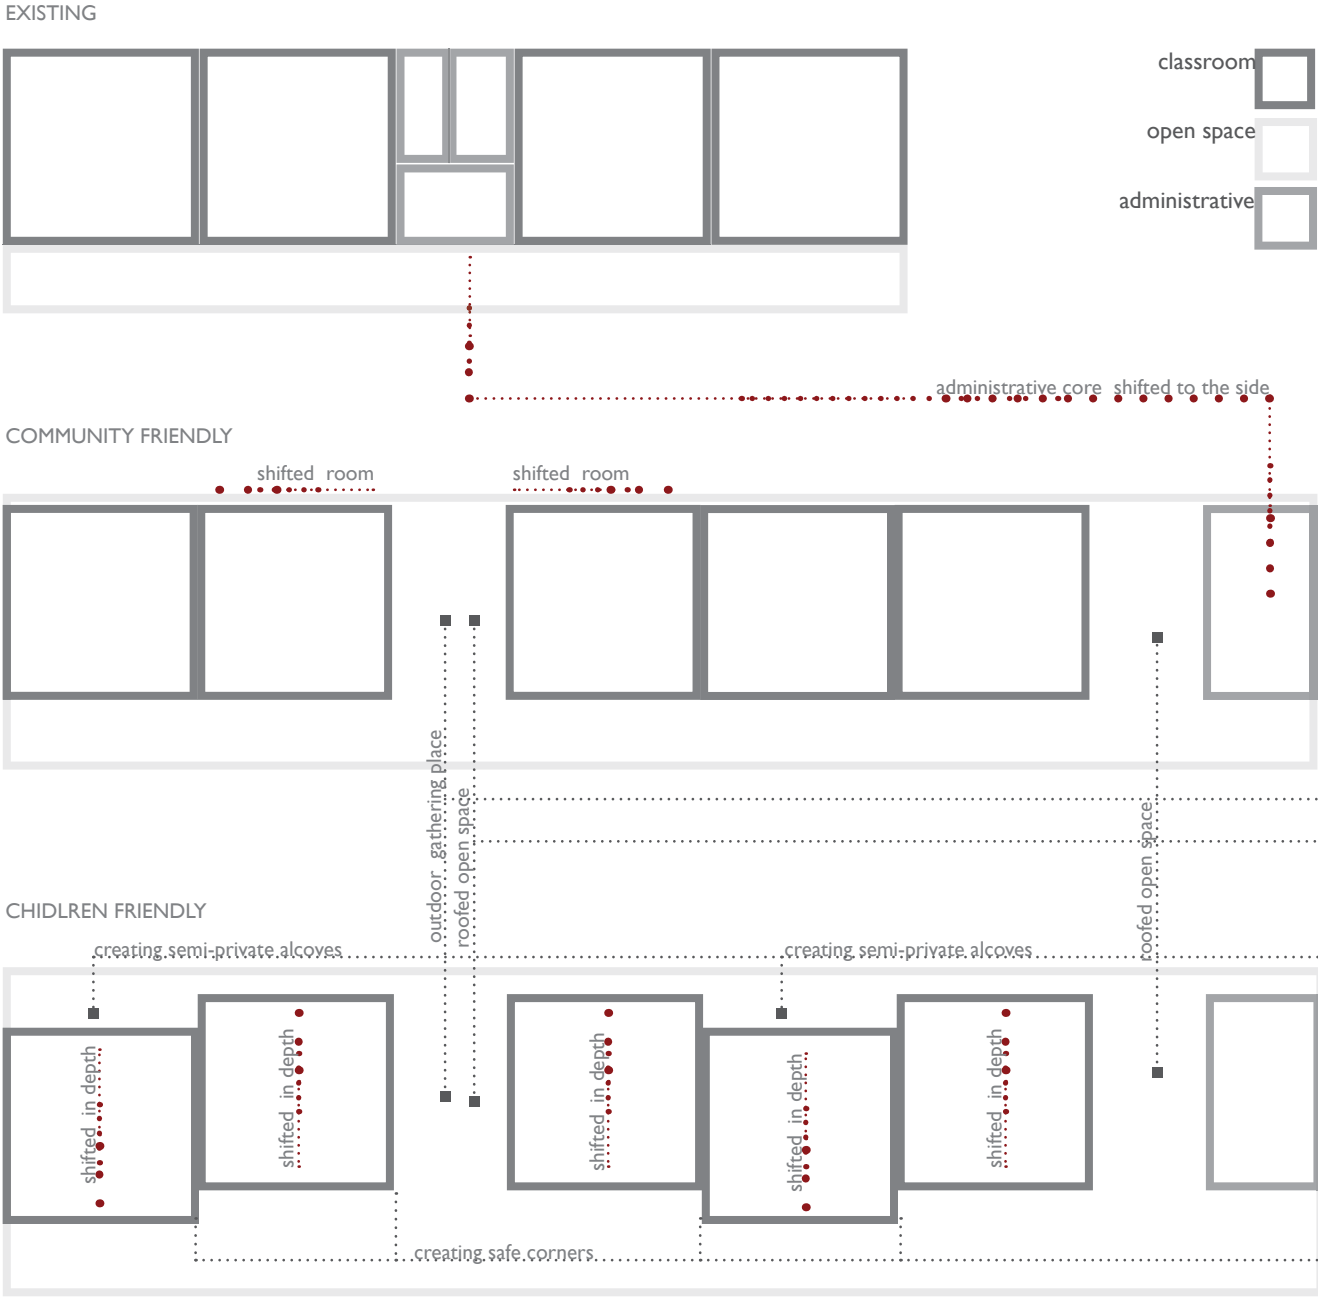 EXISTING
classroom
open space
administrative
administrative core shifted to the side
COMMUNITY FRIENDLY
shifted room
shifted room
outdoor gathering place
roofed open space
roofed open space
CHIDLREN FRIENDLY
creating semi-private alcoves
creating semi-private alcoves
shifted in depth
shifted in depth
shifted in depth
shifted in depth
shifted in depth
creating safe corners